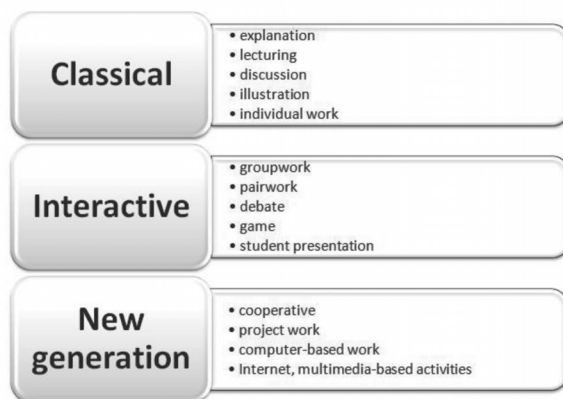 Classical
• explanation
• lecturing
• discussion
• illustration
• individual work
Interactive
• groupwork
• pairwork
• debate
• game
• student presentation
New
generation
• cooperative
• project work
• computer-based work
• Internet, multimedia-based activities